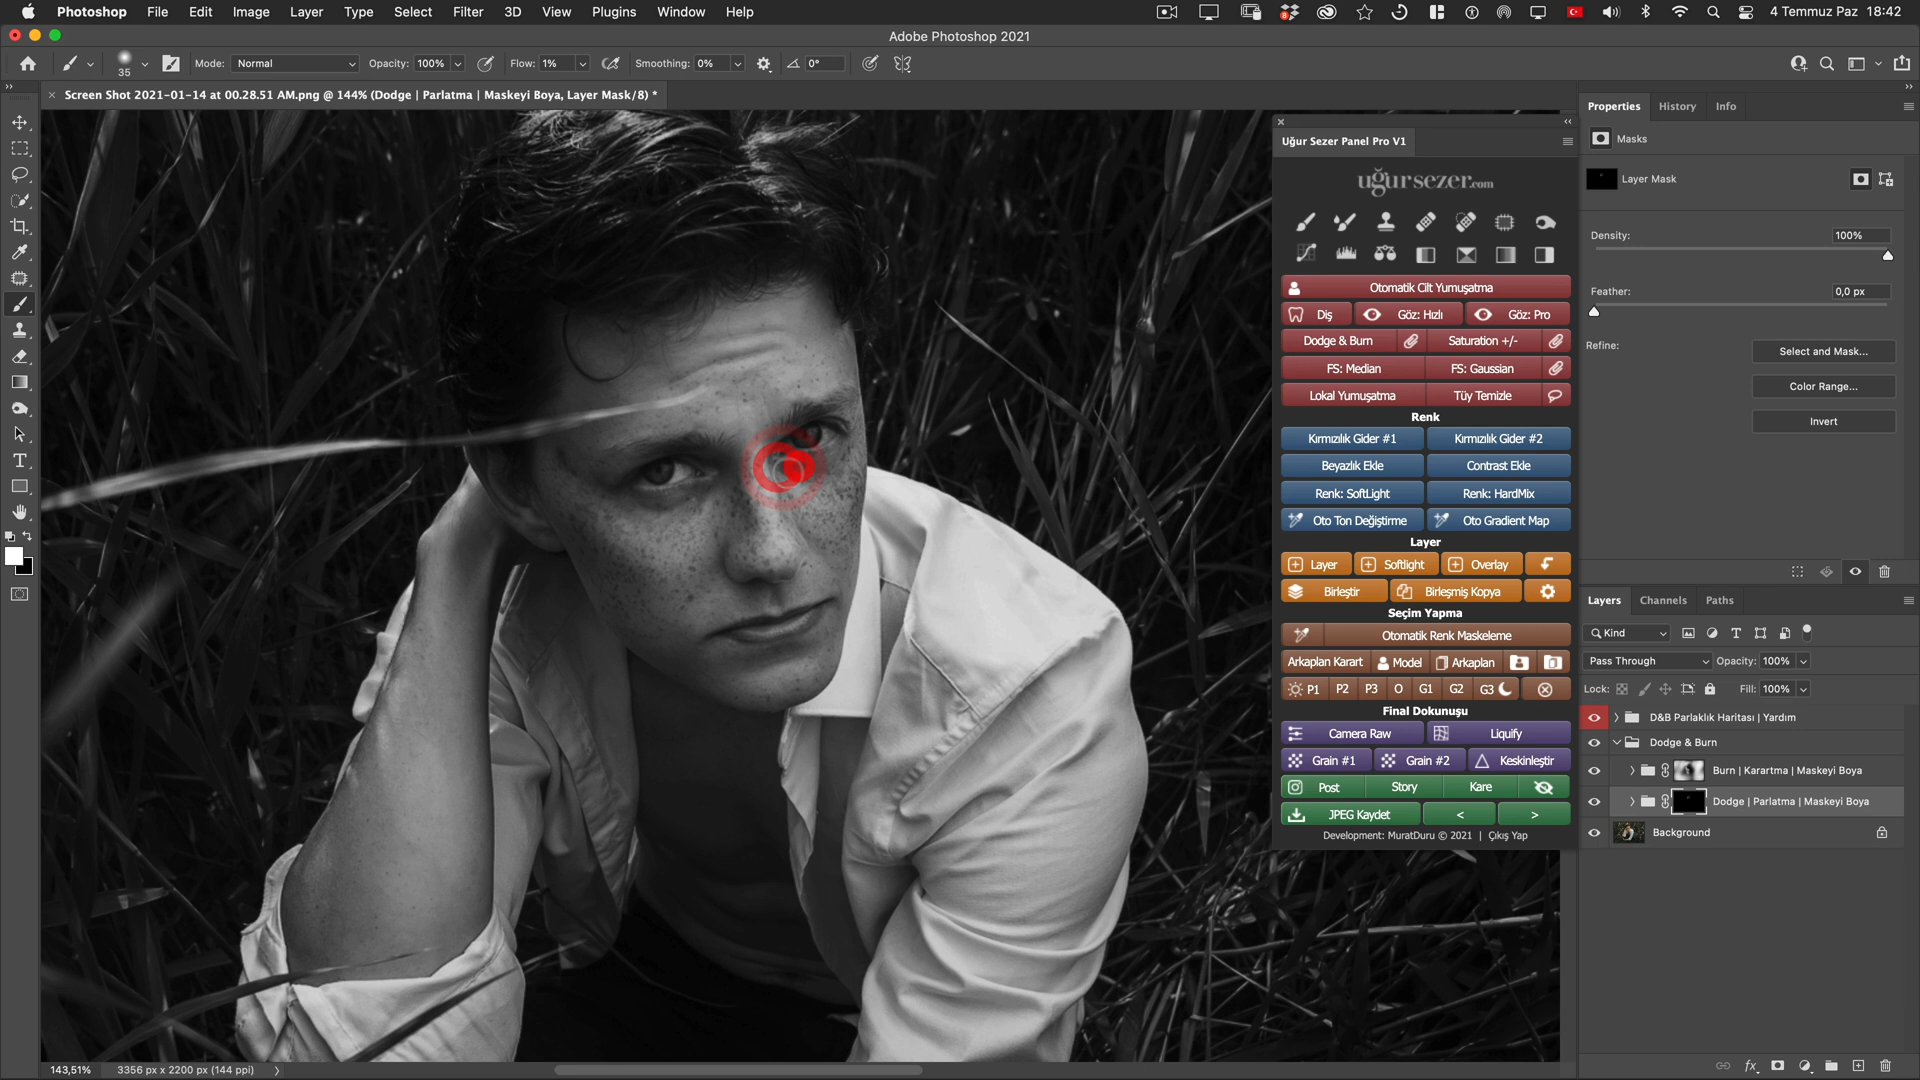 Photoshop File Edit Image Layer Type Select Filter 3D View Plugins Window Help 4 Temmuz Paz 18:42
Adobe Photoshop 2021
35 Mode: Normal Opacity: 100% Flow: 1% Smoothing: 0% 0°
Screen Shot 2021-01-14 at 00.28.51 AM.png @ 144% (Dodge | Parlatma | Maskeyi Boya, Layer Mask/8) *
Uğur Sezer Panel Pro V1
uğursezer.com
Otomatik Cilt Yumuşatma
Diş Göz: Hızlı Göz: Pro
Dodge & Burn Saturation +/-
FS: Median FS: Gaussian
Lokal Yumuşatma Tüy Temizle
Renk
Kırmızılık Gider #1 Kırmızılık Gider #2
Beyazlık Ekle Contrast Ekle
Renk: SoftLight Renk: HardMix
Oto Ton Değiştirme Oto Gradient Map
Layer
Layer Softlight Overlay
Birleştir Birleşmiş Kopya
Seçim Yapma
Otomatik Renk Maskeleme
Arkaplan Karart Model Arkaplan
P1 P2 P3 O G1 G2 G3
Final Dokunuşu
Camera Raw Liquify
Grain #1 Grain #2 Keskinleştir
Post Story Kare
JPEG Kaydet < >
Development: MuratDuru © 2021 | Çıkış Yap
Properties History Info
Masks
Layer Mask
Density: 100%
Feather: 0,0 px
Refine: Select and Mask...
Color Range...
Invert
Layers Channels Paths
Kind
Pass Through Opacity: 100%
Lock: Fill: 100%
D&B Parlaklık Haritası | Yardım
Dodge & Burn
Burn | Karartma | Maskeyi Boya
Dodge | Parlatma | Maskeyi Boya
Background
143,51% 3356 px x 2200 px (144 ppi)